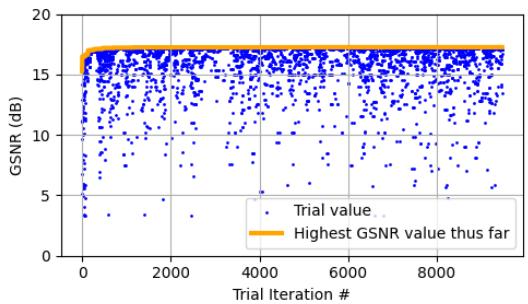 20
15
10
5
0
GSNR (dB)
0 2000 4000 6000 8000
Trial Iteration #
Trial value
Highest GSNR value thus far